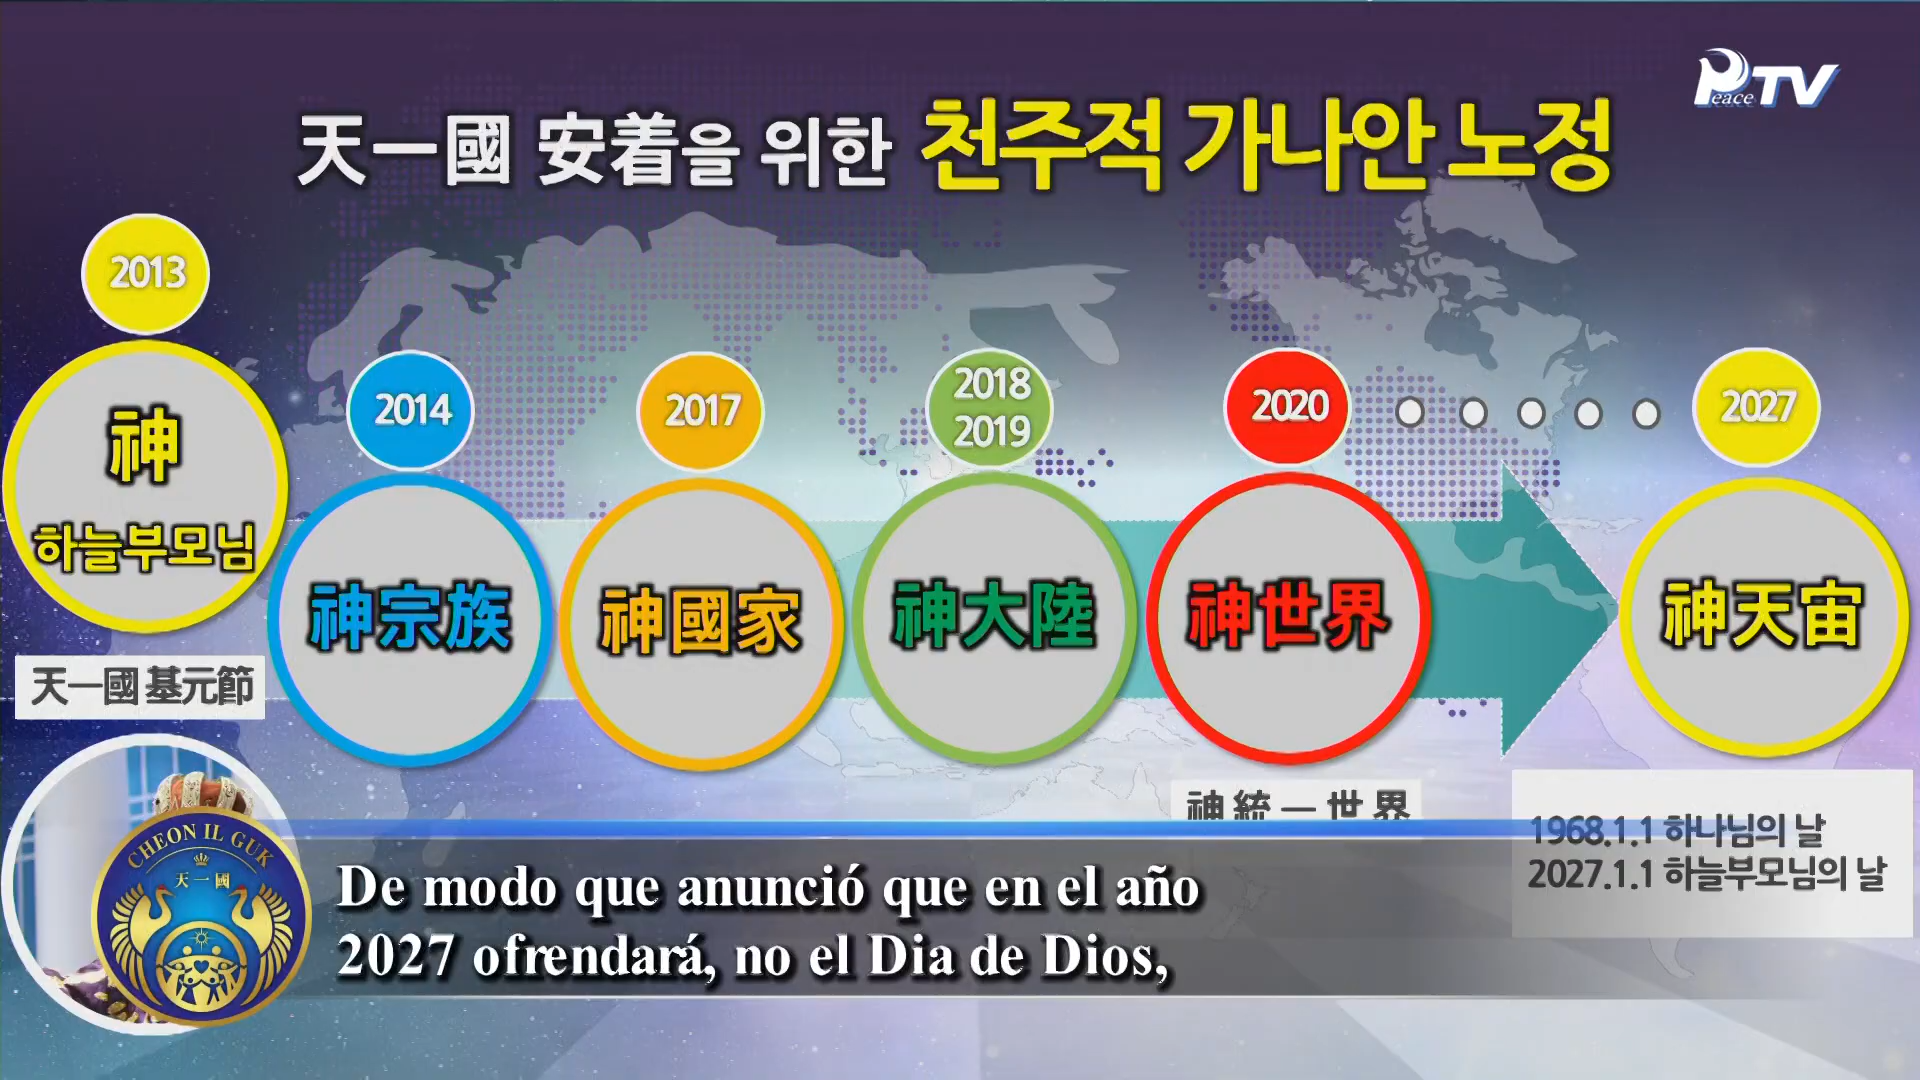 Peace TV
天一國 安着을 위한 천주적 가나안 노정
2013
神
하늘부모님
天一國 基元節
2014
神宗族
2017
神國家
2018
2019
神大陸
2020
神世界
神統一世界
2027
神天宙
1968.1.1 하나님의 날
2027.1.1 하늘부모님의 날
CHEON IL GUK
天一國
De modo que anunció que en el año
2027 ofrendará, no el Dia de Dios,